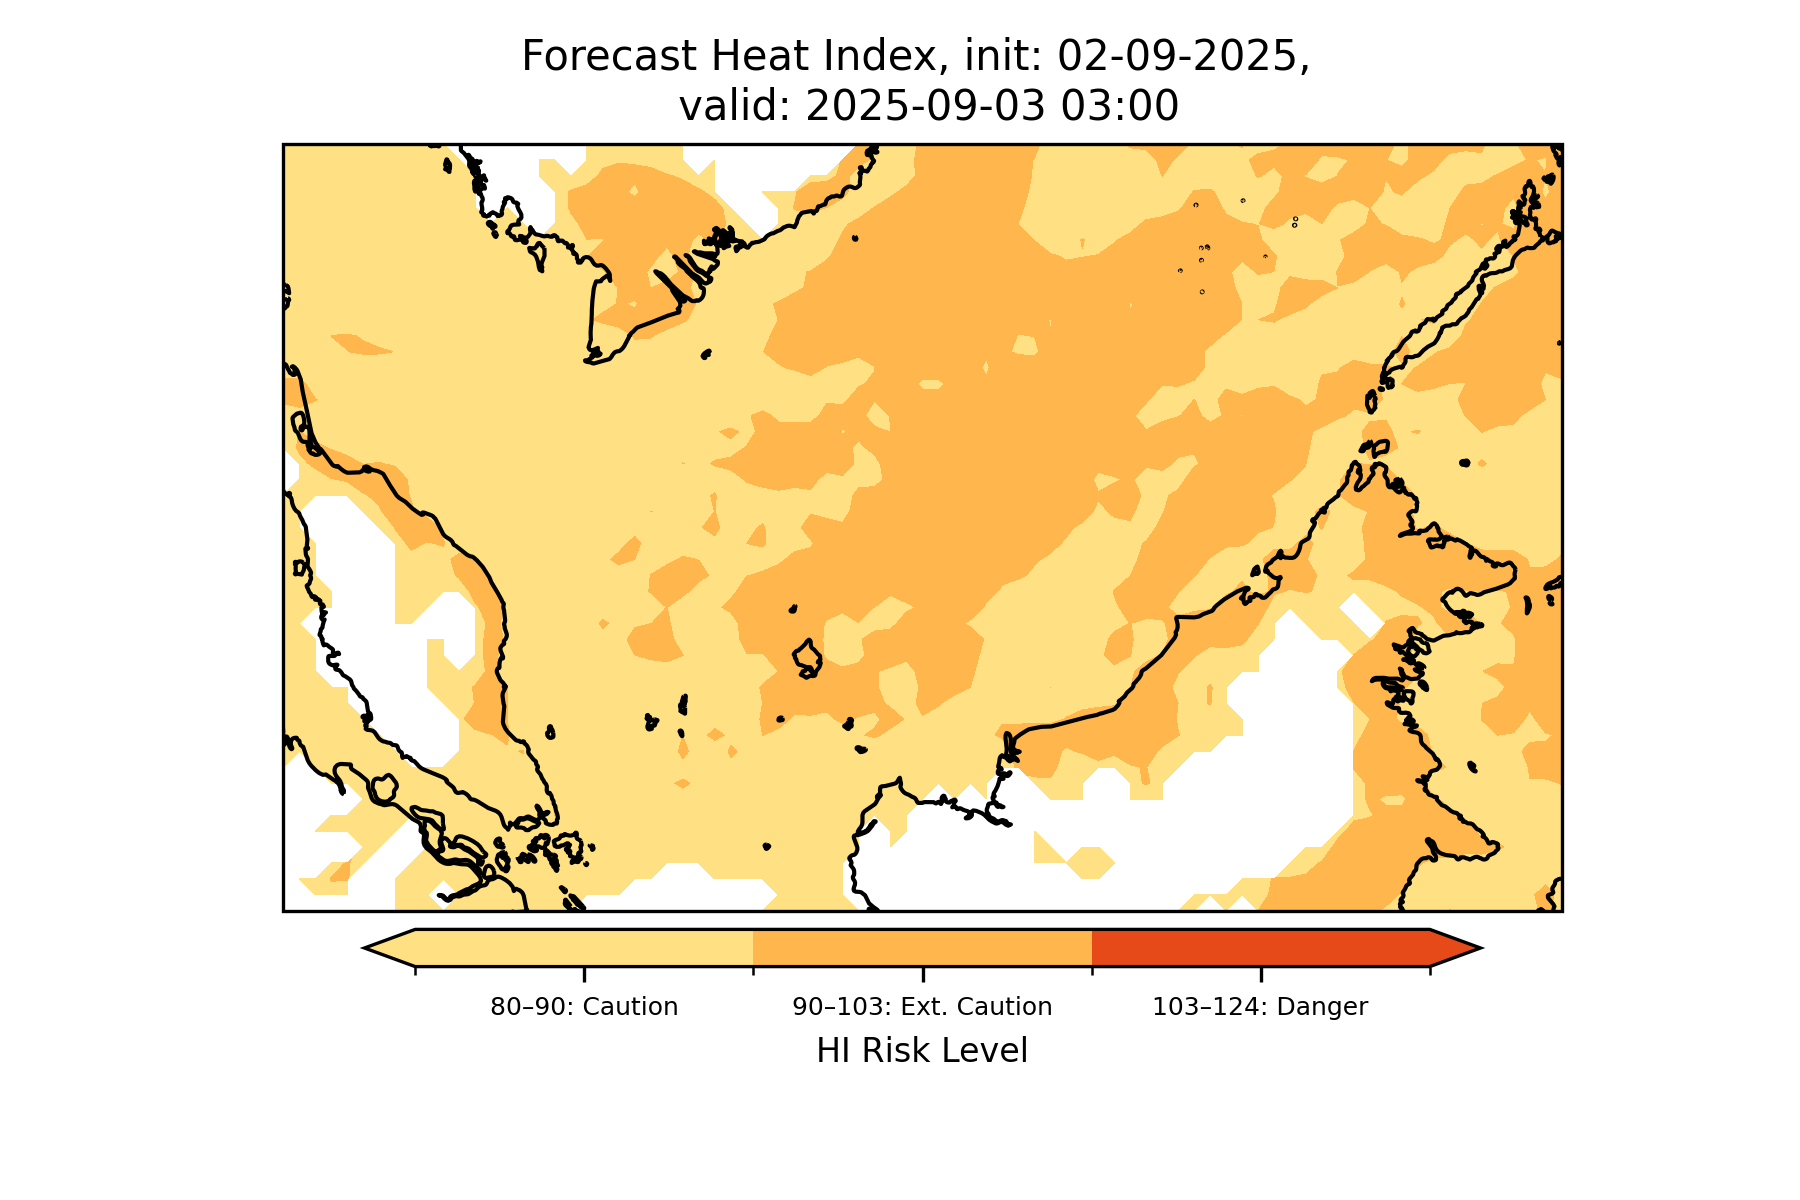 Forecast Heat Index, init: 02-09-2025,
valid: 2025-09-03 03:00
80–90: Caution
90–103: Ext. Caution
103–124: Danger
HI Risk Level